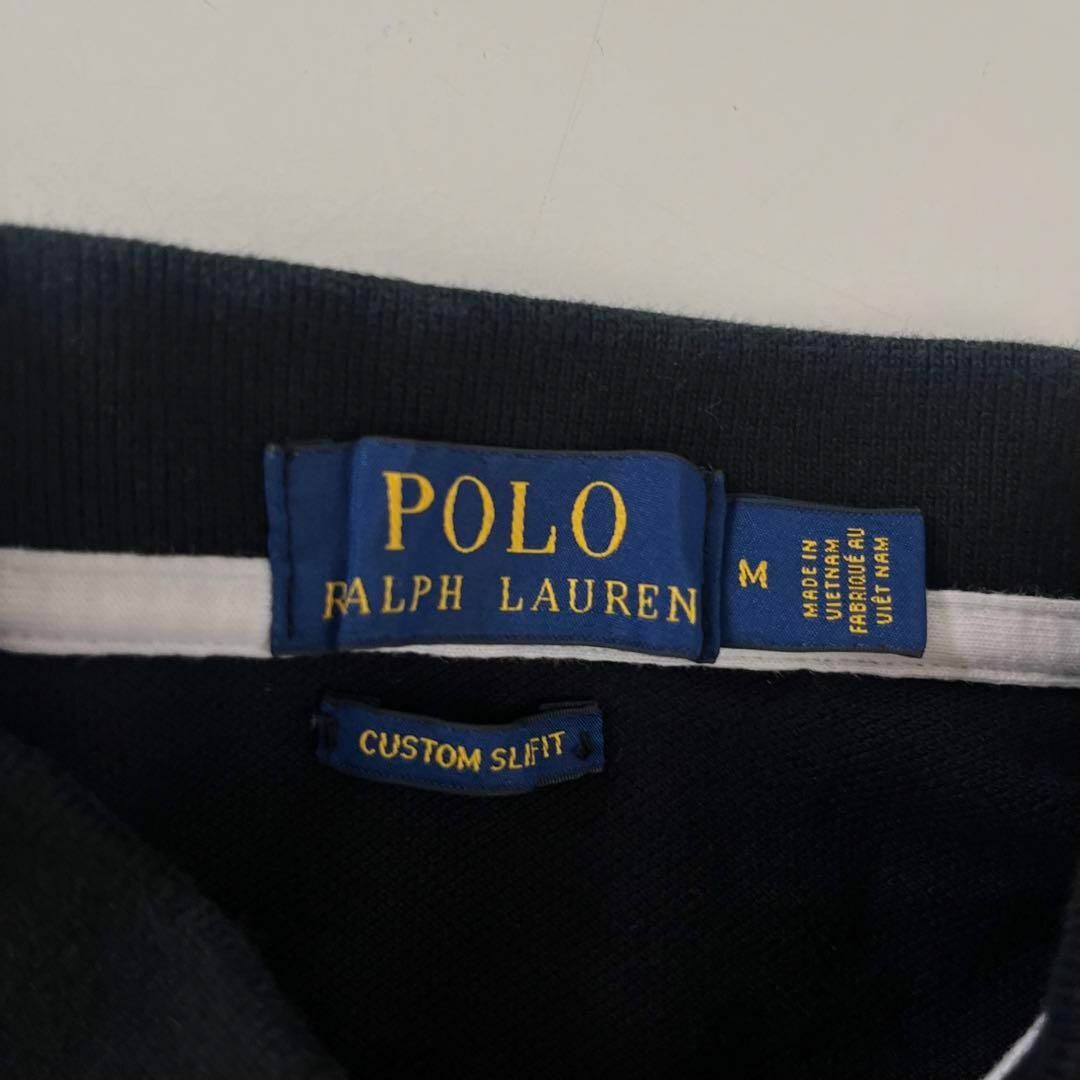 POLO
RALPH LAUREN
M
MADE IN
VIETNAM
FABRIQUÉ AU
VIÊT NAM
CUSTOM SLIFIT